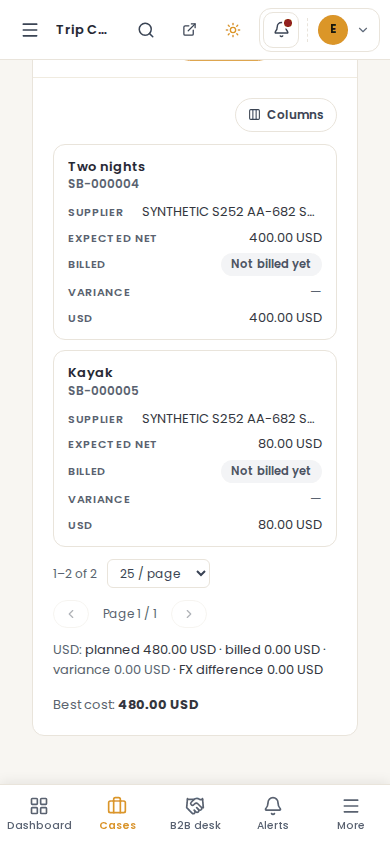 Trip C...
E
Columns
Two nights
SB-000004
SUPPLIER SYNTHETIC S252 AA-682 S...
EXPECTED NET 400.00 USD
BILLED Not billed yet
VARIANCE —
USD 400.00 USD
Kayak
SB-000005
SUPPLIER SYNTHETIC S252 AA-682 S...
EXPECTED NET 80.00 USD
BILLED Not billed yet
VARIANCE —
USD 80.00 USD
1–2 of 2 25 / page
Page 1 / 1
USD: planned 480.00 USD · billed 0.00 USD ·
variance 0.00 USD · FX difference 0.00 USD
Best cost: 480.00 USD
Dashboard Cases B2B desk Alerts More